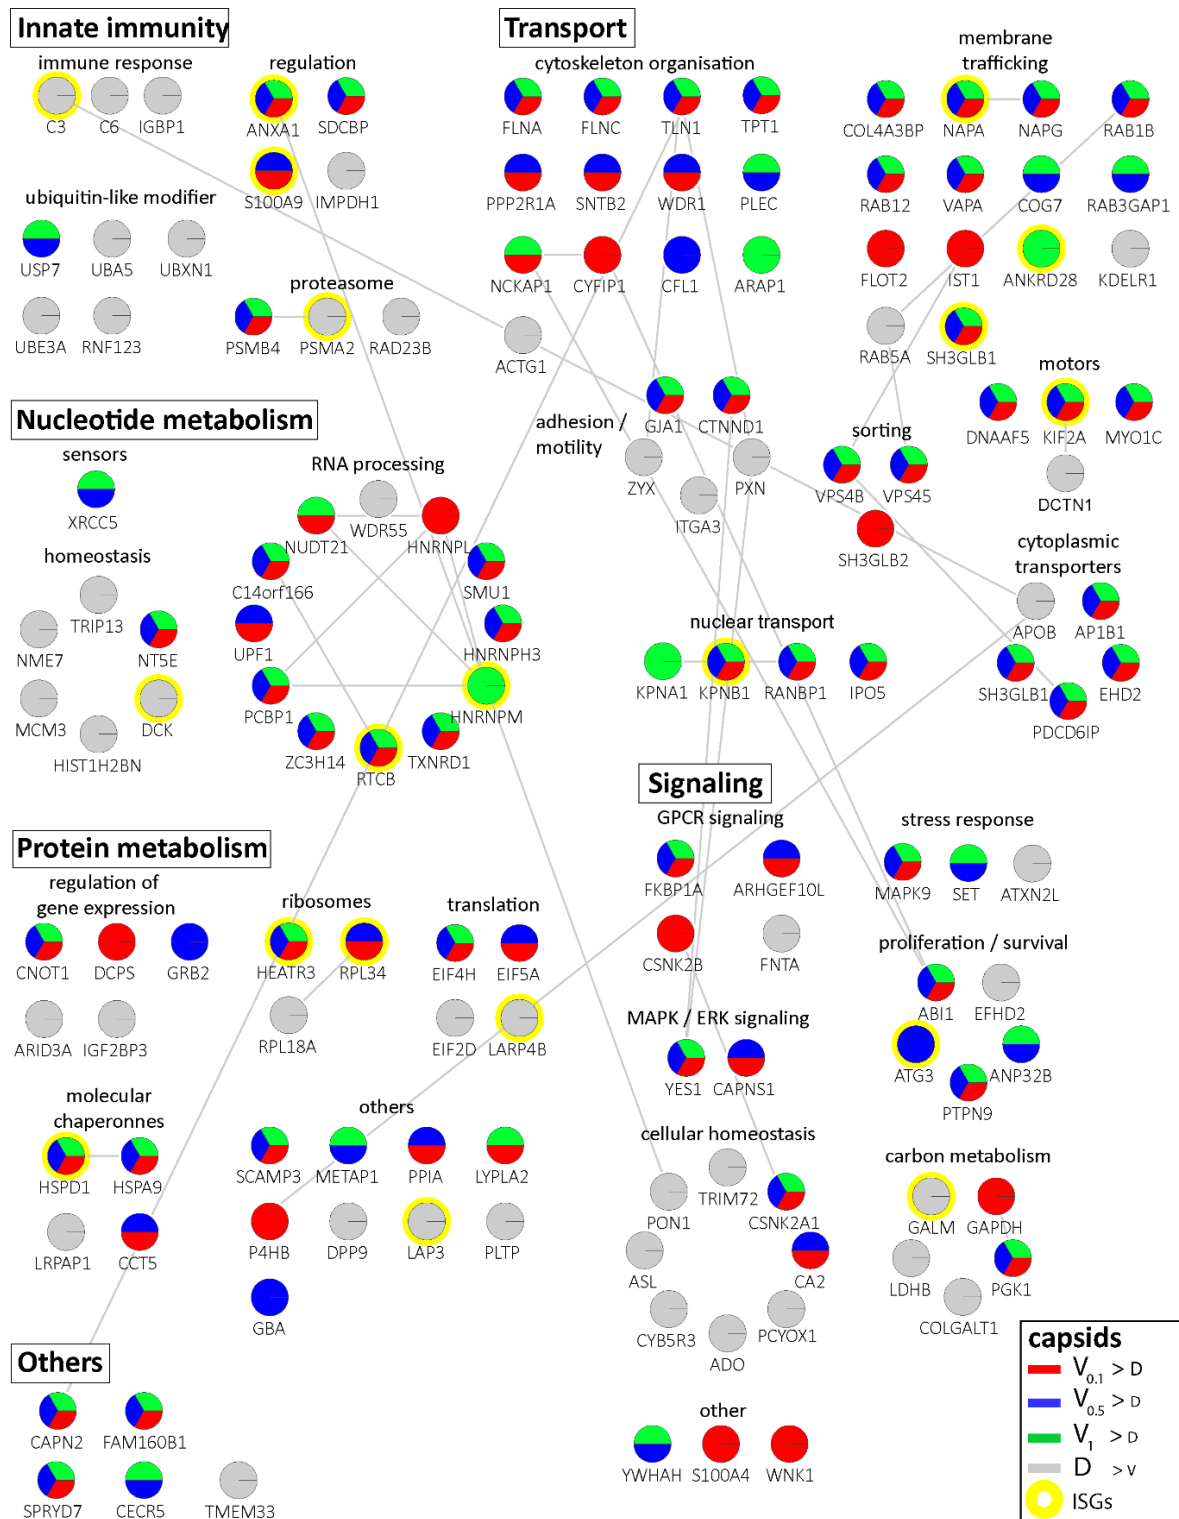 Innate immunity
immune response
regulation
C3
C6
IGBP1
ANXA1
SDCBP
S100A9
IMPDH1
ubiquitin-like modifier
USP7
UBA5
UBXN1
proteasome
UBE3A
RNF123
PSMB4
PSMA2
RAD23B
Transport
cytoskeleton organisation
FLNA
FLNC
TLN1
TPT1
PPP2R1A
SNTB2
WDR1
PLEC
NCKAP1
CYFIP1
CFL1
ARAP1
ACTG1
membrane
trafficking
COL4A3BP
NAPA
NAPG
RAB1B
RAB12
VAPA
COG7
RAB3GAP1
FLOT2
IST1
ANKRD28
KDELR1
RAB5A
SH3GLB1
motors
DNAAF5
KIF2A
MYO1C
DCTN1
adhesion /
motility
GJA1
CTNND1
ZYX
PXN
ITGA3
sorting
VPS4B
VPS45
SH3GLB2
cytoplasmic
transporters
APOB
AP1B1
SH3GLB1
EHD2
PDCD6IP
nuclear transport
KPNA1
KPNB1
RANBP1
IPO5
Nucleotide metabolism
sensors
XRCC5
homeostasis
TRIP13
NME7
NT5E
MCM3
DCK
HIST1H2BN
RNA processing
WDR55
NUDT21
HNRNPL
C14orf166
SMU1
UPF1
HNRNPH3
PCBP1
HNRNPM
ZC3H14
RTCB
TXNRD1
Signaling
GPCR signaling
FKBP1A
ARHGEF10L
CSNK2B
FNTA
stress response
MAPK9
SET
ATXN2L
proliferation / survival
ABI1
EFHD2
ATG3
ANP32B
PTPN9
MAPK / ERK signaling
YES1
CAPNS1
cellular homeostasis
TRIM72
PON1
CSNK2A1
ASL
CA2
CYB5R3
PCYOX1
ADO
carbon metabolism
GALM
GAPDH
LDHB
PGK1
COLGALT1
other
YWHAH
S100A4
WNK1
Protein metabolism
regulation of
gene expression
CNOT1
DCPS
GRB2
ARID3A
IGF2BP3
ribosomes
HEATR3
RPL34
RPL18A
translation
EIF4H
EIF5A
EIF2D
LARP4B
molecular
chaperonnes
HSPD1
HSPA9
LRPAP1
CCT5
others
SCAMP3
METAP1
PPIA
LYPLA2
P4HB
DPP9
LAP3
PLTP
GBA
Others
CAPN2
FAM160B1
SPRYD7
CECR5
TMEM33
capsids
V0.1 > D
V0.5 > D
V1 > D
D > V
ISGs